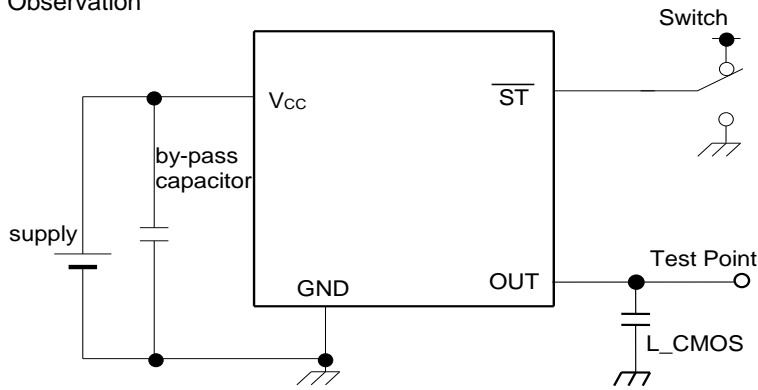 Observation
Switch
VCC
ST
by-pass
capacitor
supply
GND
OUT
Test Point
L_CMOS